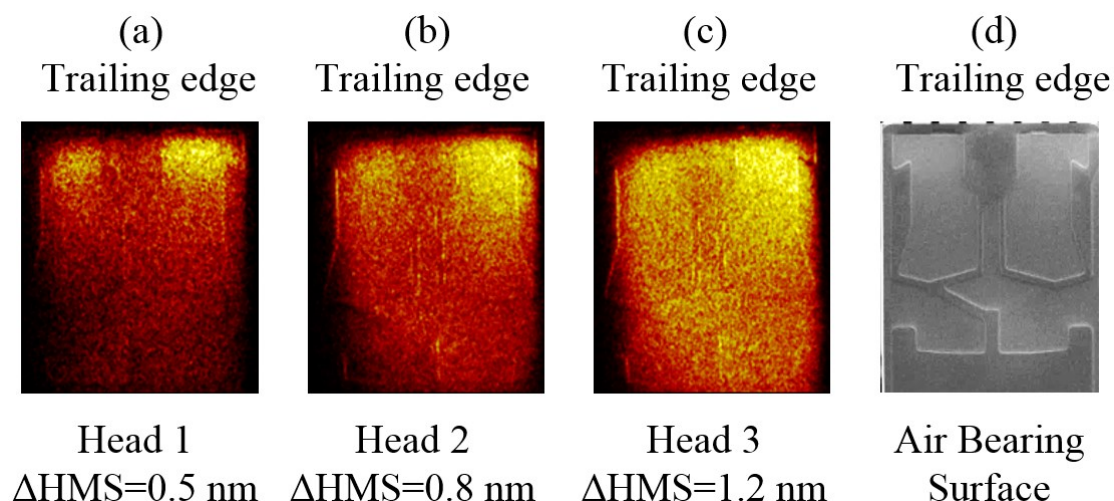 (a)
Trailing edge
(b)
Trailing edge
(c)
Trailing edge
(d)
Trailing edge
Head 1
ΔHMS=0.5 nm
Head 2
ΔHMS=0.8 nm
Head 3
ΔHMS=1.2 nm
Air Bearing
Surface